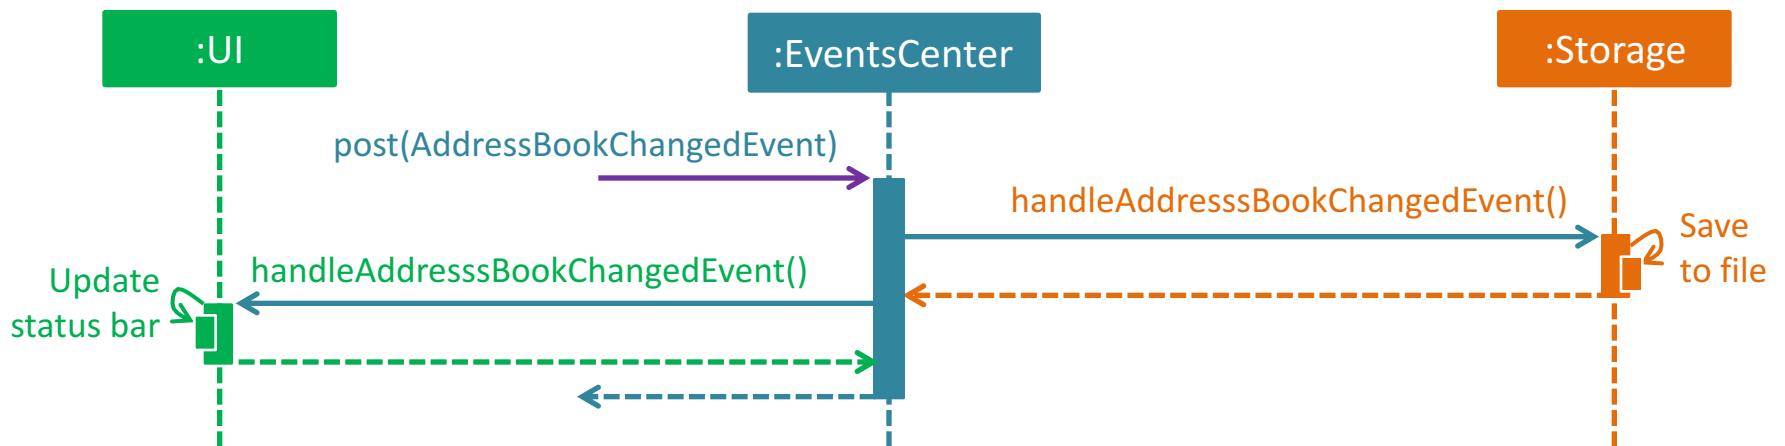 :UI
:EventsCenter
:Storage
post(AddressBookChangedEvent)
handleAddresssBookChangedEvent()
Save
to file
handleAddresssBookChangedEvent()
Update
status bar